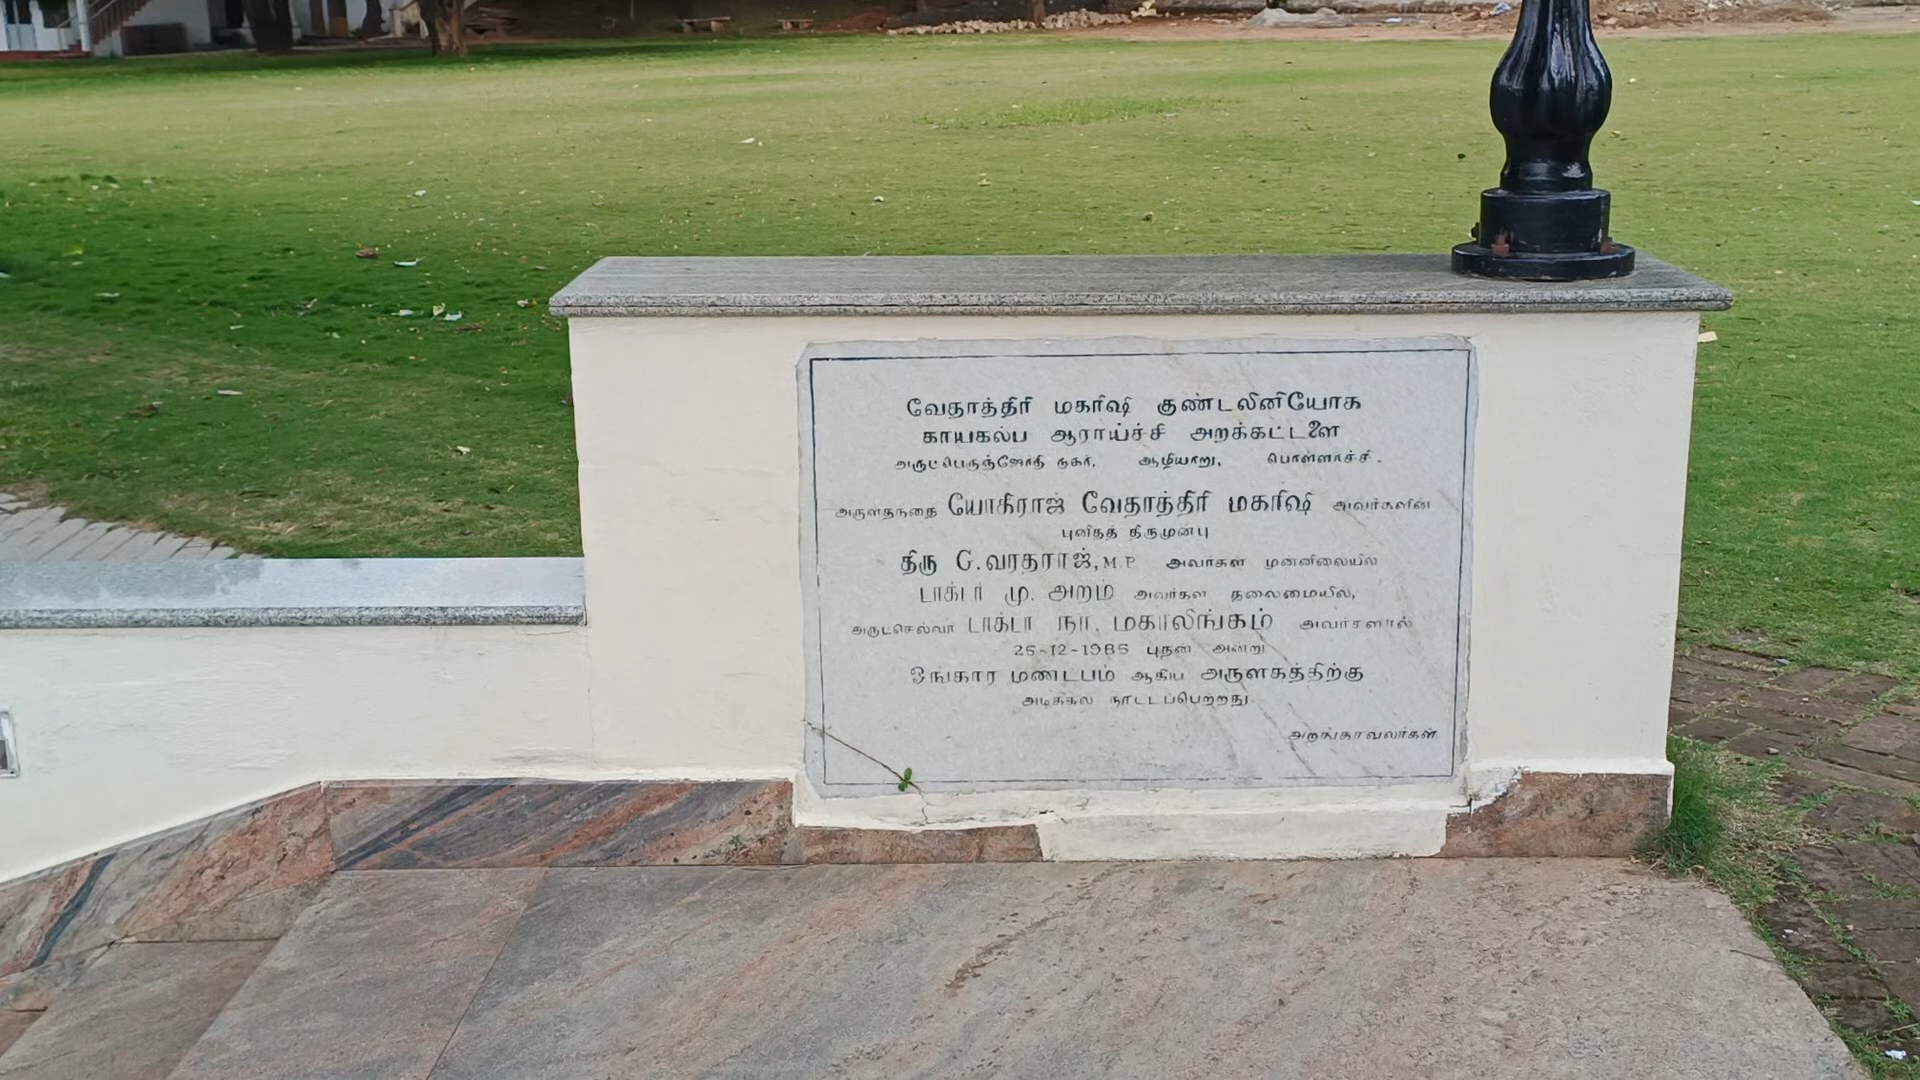 வேதாத்திரி மகரிஷி குண்டலினியோக
காயகல்ப ஆராய்ச்சி அறக்கட்டளை
அருட்பெருஞ்ஜோதி நகர், ஆழியாறு, பொள்ளாச்சி.
அருள்தந்தை யோகிராஜ் வேதாத்திரி மகரிஷி அவர்களின்
புனிதத் திருமுன்பு
திரு G.வரதராஜ், M.P அவர்கள் முன்னிலையில்
டாக்டர் மு. அறம் அவர்கள் தலைமையில்,
அருட்செல்வர் டாக்டர் நா. மகாலிங்கம் அவர்களால்
25-12-1985 புதன் அன்று
ஓங்கார மண்டபம் ஆகிய அருளகத்திற்கு
அடிக்கல் நாட்டப்பெற்றது
அறங்காவலர்கள்